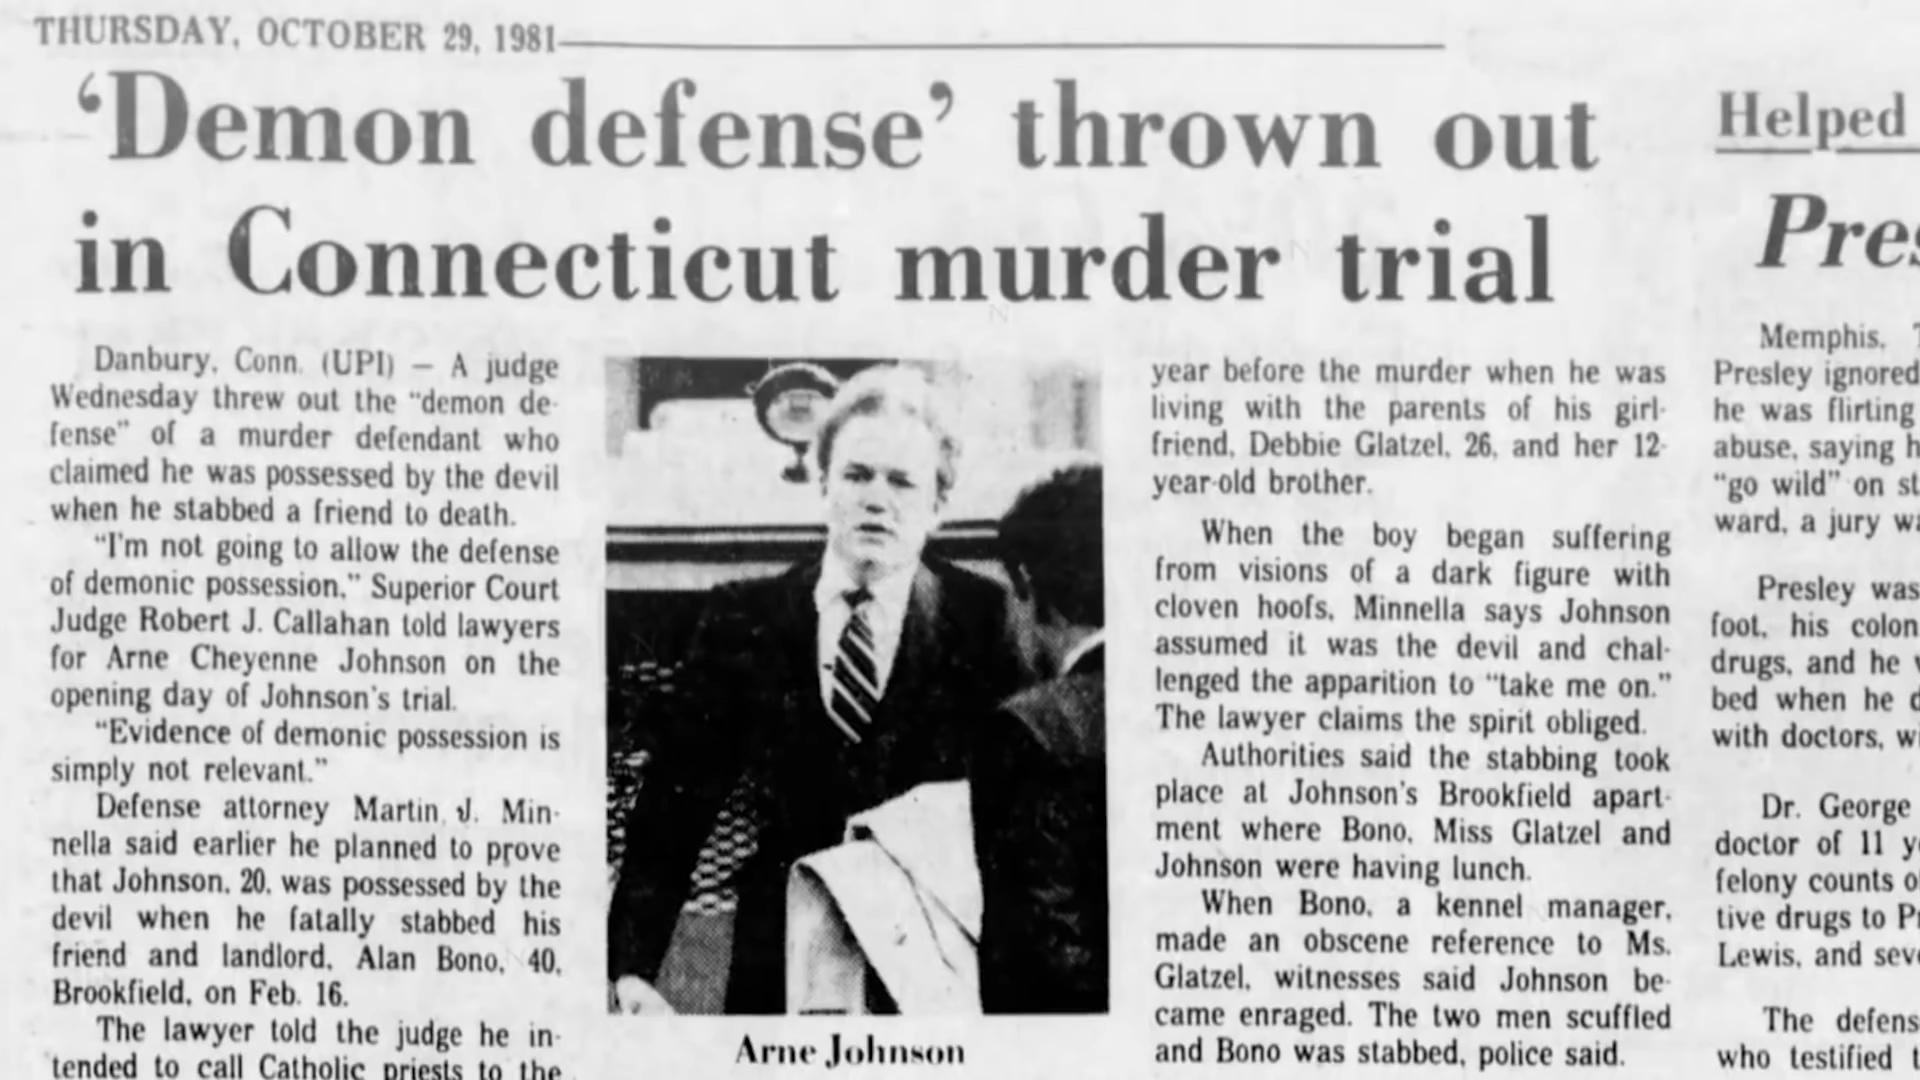 THURSDAY, OCTOBER 29, 1981
'Demon defense' thrown out
in Connecticut murder trial
Danbury, Conn. (UPI) — A judge
Wednesday threw out the "demon de-
fense" of a murder defendant who
claimed he was possessed by the devil
when he stabbed a friend to death.
"I'm not going to allow the defense
of demonic possession," Superior Court
Judge Robert J. Callahan told lawyers
for Arne Cheyenne Johnson on the
opening day of Johnson's trial.
"Evidence of demonic possession is
simply not relevant."
Defense attorney Martin J. Min-
nella said earlier he planned to prove
that Johnson, 20, was possessed by the
devil when he fatally stabbed his
friend and landlord, Alan Bono, 40,
Brookfield, on Feb. 16.
The lawyer told the judge he in-
tended to call Catholic priests to the
Arne Johnson
year before the murder when he was
living with the parents of his girl-
friend, Debbie Glatzel, 26, and her 12-
year-old brother.
When the boy began suffering
from visions of a dark figure with
cloven hoofs, Minnella says Johnson
assumed it was the devil and chal-
lenged the apparition to "take me on."
The lawyer claims the spirit obliged.
Authorities said the stabbing took
place at Johnson's Brookfield apart-
ment where Bono, Miss Glatzel and
Johnson were having lunch.
When Bono, a kennel manager,
made an obscene reference to Ms.
Glatzel, witnesses said Johnson be-
came enraged. The two men scuffled
and Bono was stabbed, police said.
Helped
Pres
Memphis,
Presley ignored
he was flirting
abuse, saying
"go wild" on
ward, a jury
Presley was
foot, his colon
drugs, and he
bed when he
with doctors,
Dr. George
doctor of 11
felony counts
tive drugs to
Lewis, and
The
who testified